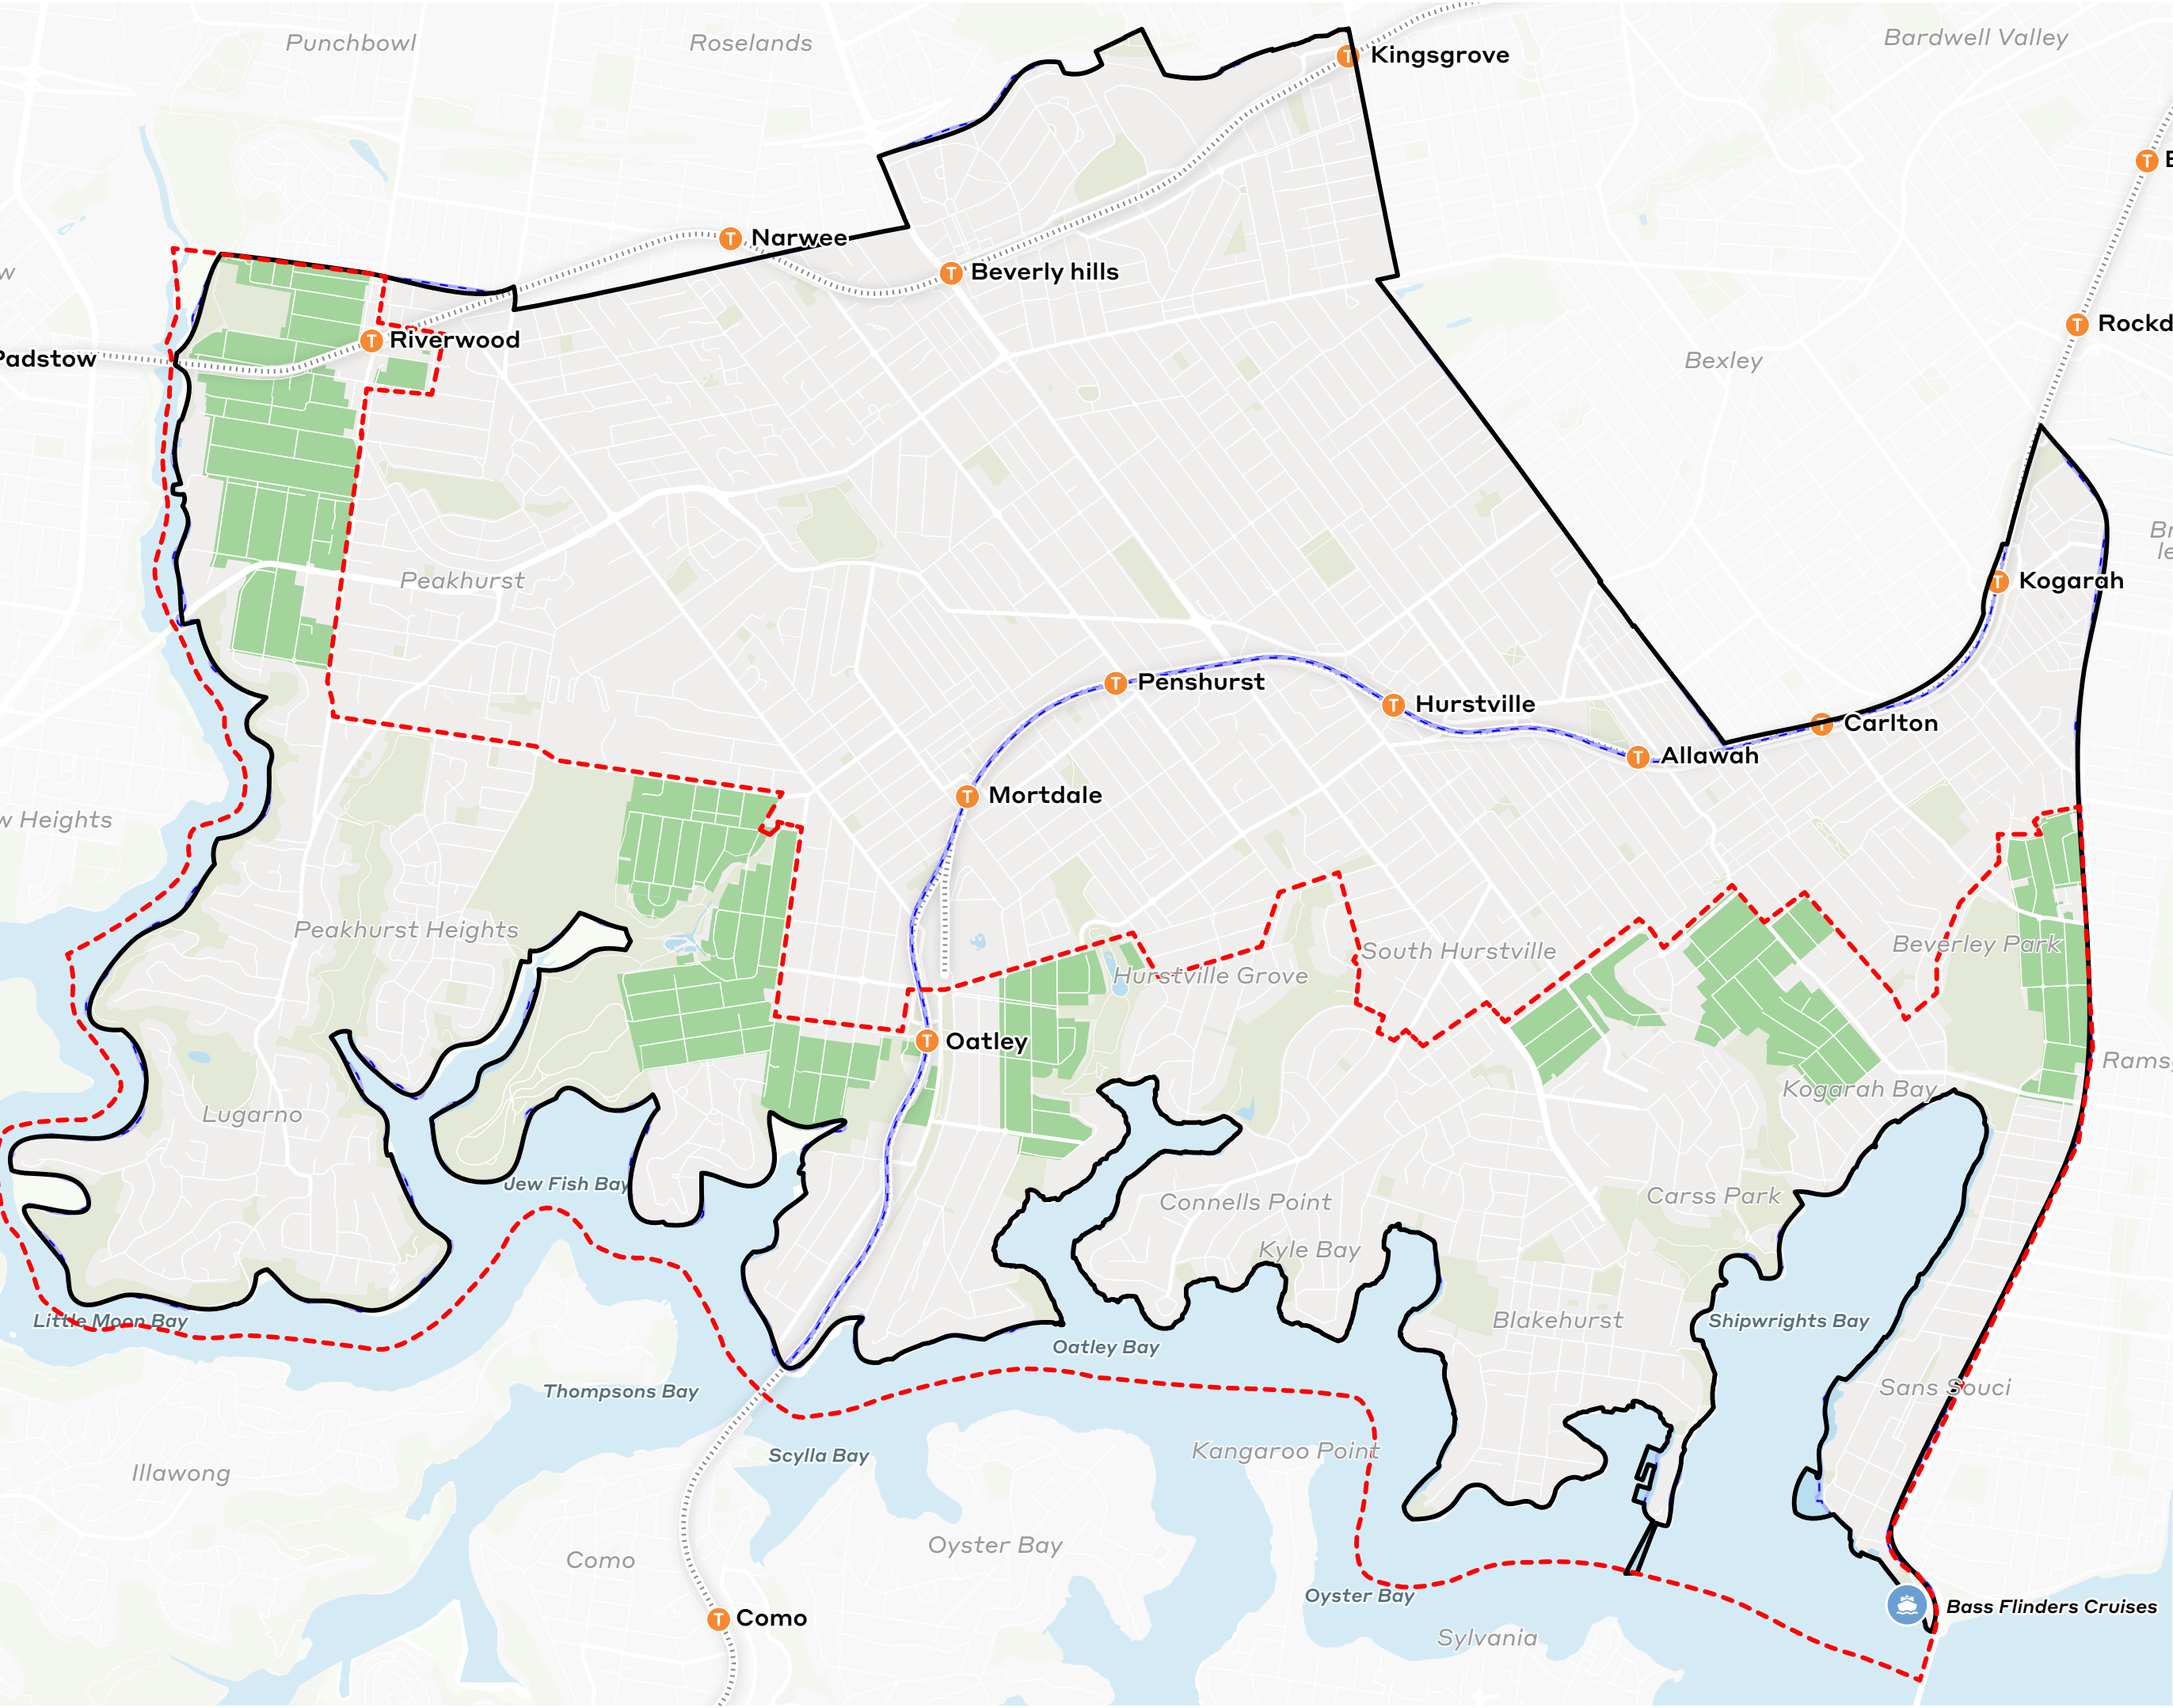 Punchbowl
Roselands
Bardwell Valley
T Kingsgrove
T E
T Narwee
T Beverly hills
w
T Rockd
T Riverwood
Padstow
Bexley
Br
le
Peakhurst
T Kogarah
T Penshurst
T Hurstville
T Carlton
T Allawah
T Mortdale
w Heights
Peakhurst Heights
South Hurstville
Beverley Park
Hurstville Grove
T Oatley
Rams
Kogarah Bay
Lugarno
Jew Fish Bay
Connells Point
Carss Park
Kyle Bay
Little Moon Bay
Blakehurst
Shipwrights Bay
Oatley Bay
Thompsons Bay
Sans Souci
Kangaroo Point
Scylla Bay
Illawong
Oyster Bay
Como
Oyster Bay
Bass Flinders Cruises
T Como
Sylvania